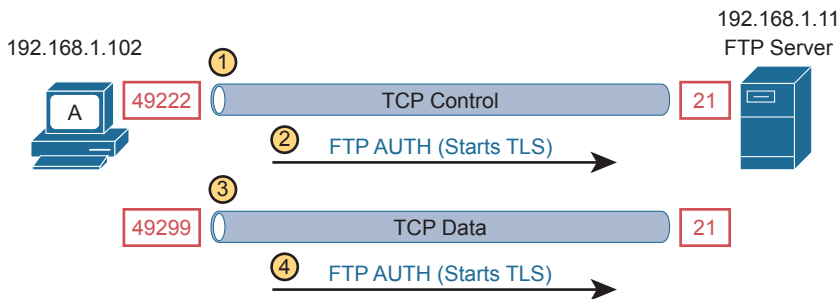 192.168.1.11
192.168.1.102
FTP Server
1
A
49222
TCP Control
21
2
FTP AUTH (Starts TLS)
3
49299
TCP Data
21
4
FTP AUTH (Starts TLS)